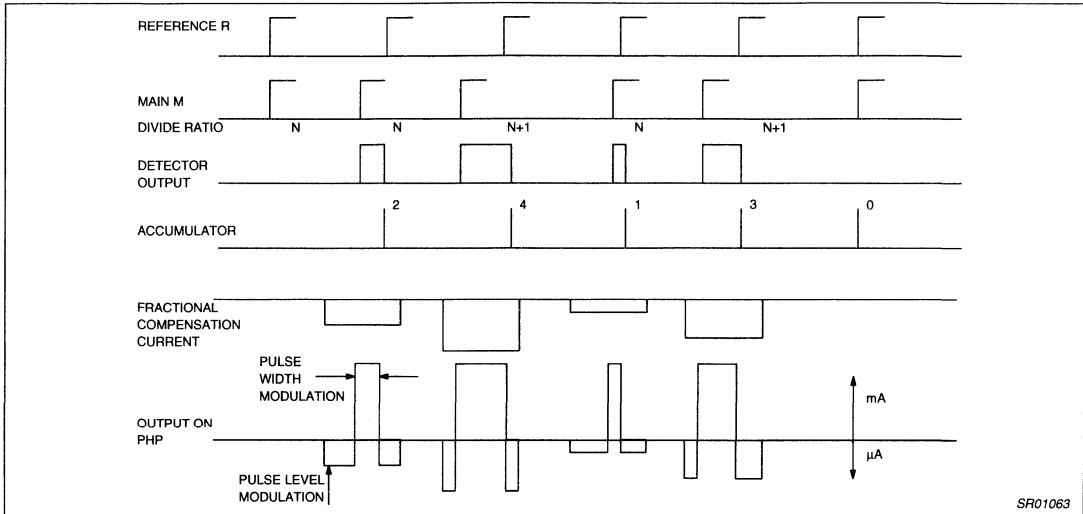 REFERENCE R
MAIN M
DIVIDE RATIO N N N+1 N N+1
DETECTOR
OUTPUT
2 4 1 3 0
ACCUMULATOR
FRACTIONAL
COMPENSATION
CURRENT
PULSE
WIDTH
MODULATION
mA
OUTPUT ON
PHP
µA
PULSE LEVEL
MODULATION
SR01063